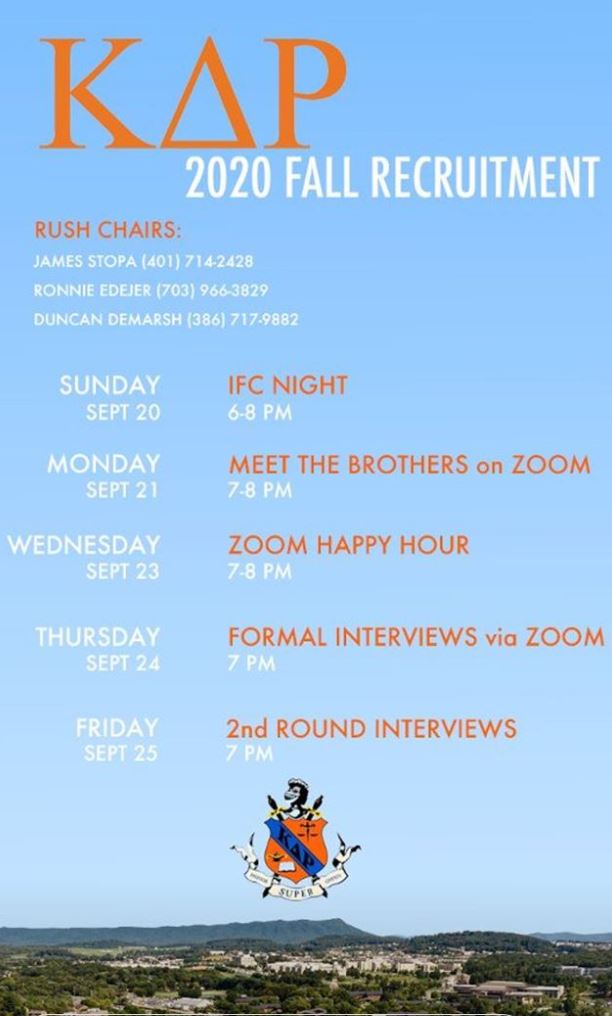 ΚΔΡ
2020 FALL RECRUITMENT
RUSH CHAIRS:
JAMES STOPA (401) 714-2428
RONNIE EDEJER (703) 966-3829
DUNCAN DEMARSH (386) 717-9882
SUNDAY IFC NIGHT
SEPT 20 6-8 PM
MONDAY MEET THE BROTHERS on ZOOM
SEPT 21 7-8 PM
WEDNESDAY ZOOM HAPPY HOUR
SEPT 23 7-8 PM
THURSDAY FORMAL INTERVIEWS via ZOOM
SEPT 24 7 PM
FRIDAY 2nd ROUND INTERVIEWS
SEPT 25 7 PM
ΚΔΡ
SUPER